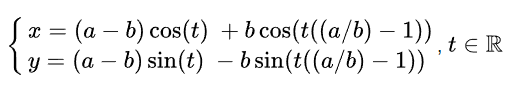 x = (a − b) cos(t) + b cos(t((a/b) − 1))
y = (a − b) sin(t) − b sin(t((a/b) − 1)) , t ∈ ℝ